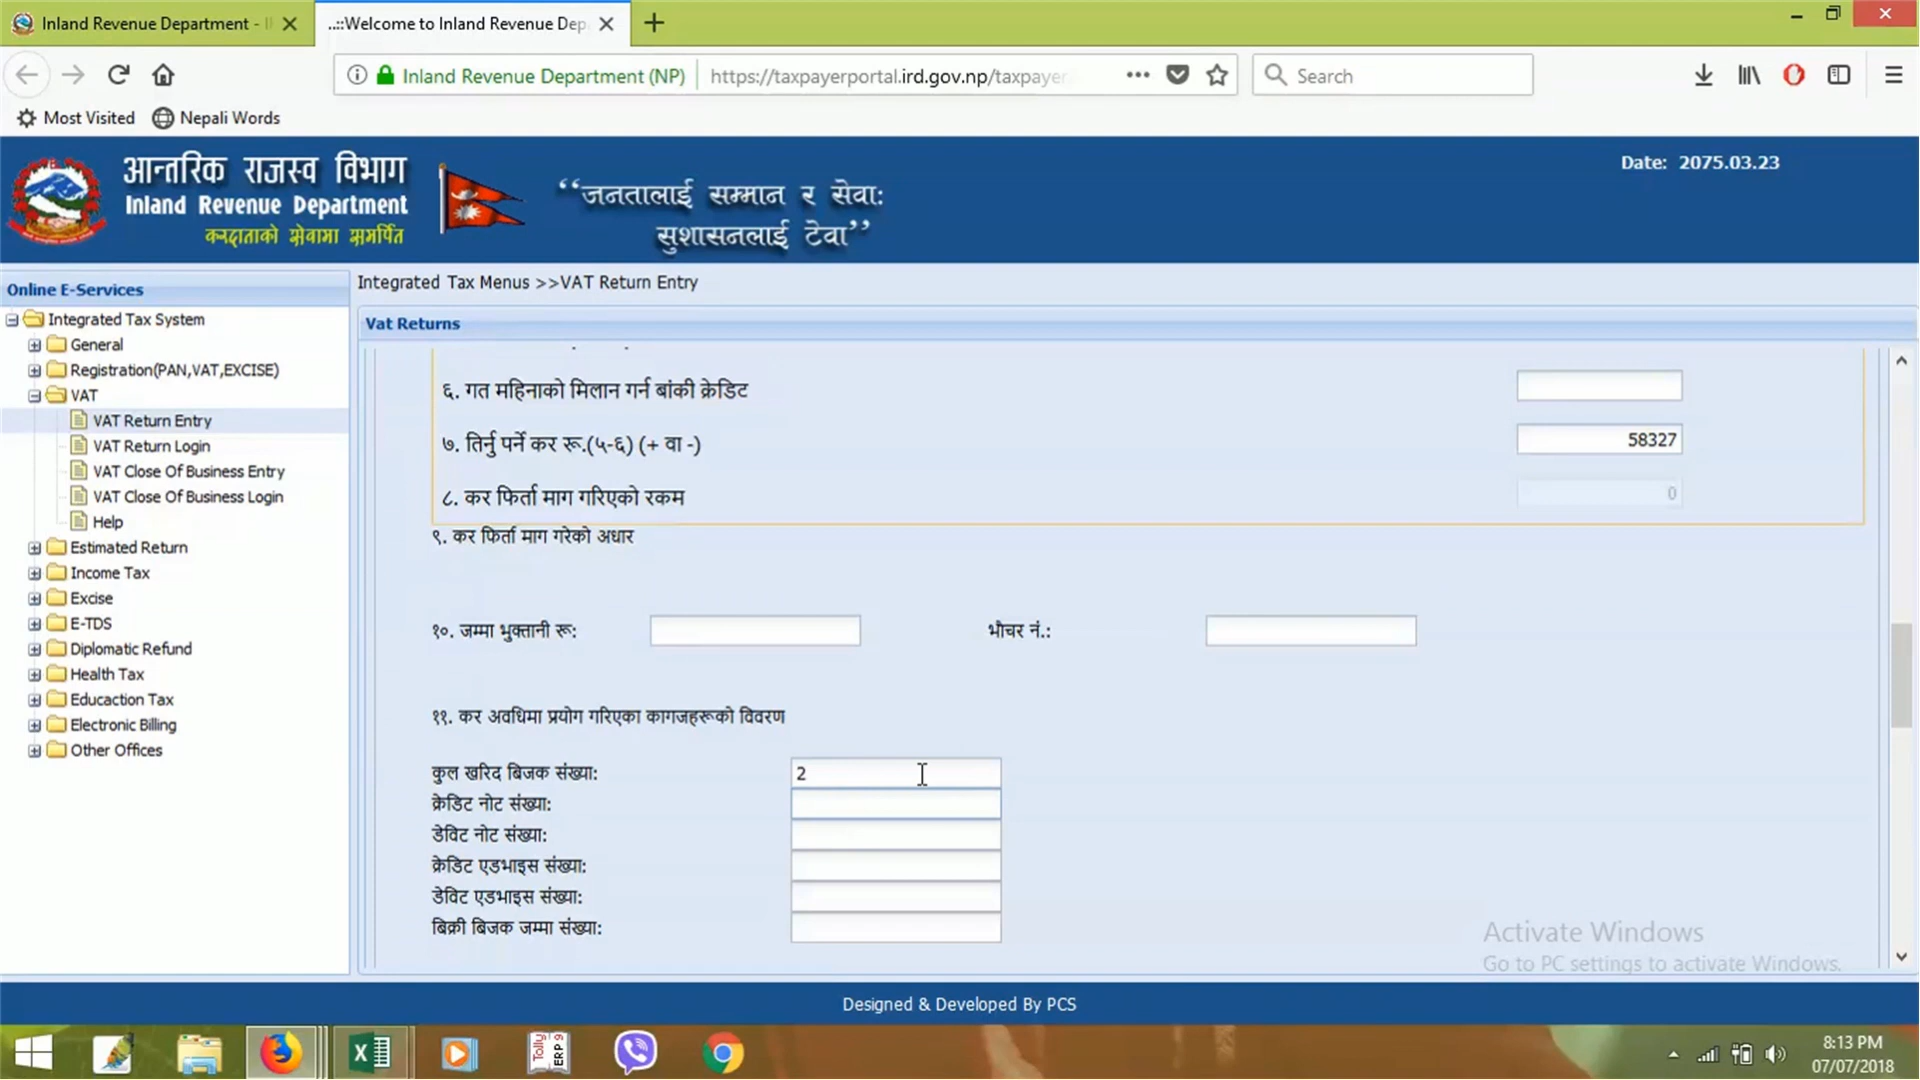 Inland Revenue Department - I
..::Welcome to Inland Revenue Dep
Inland Revenue Department (NP)
https://taxpayerportal.ird.gov.np/taxpayer
Search
Most Visited
Nepali Words
आन्तरिक राजस्व विभाग
Inland Revenue Department
करदाताको सेवामा समर्पित
“जनतालाई सम्मान र सेवा:
सुशासनलाई टेवा”
Date: 2075.03.23
Online E-Services
Integrated Tax System
General
Registration(PAN,VAT,EXCISE)
VAT
VAT Return Entry
VAT Return Login
VAT Close Of Business Entry
VAT Close Of Business Login
Help
Estimated Return
Income Tax
Excise
E-TDS
Diplomatic Refund
Health Tax
Educaction Tax
Electronic Billing
Other Offices
Integrated Tax Menus >>VAT Return Entry
Vat Returns
६. गत महिनाको मिलान गर्न बांकी क्रेडिट
७. तिर्नु पर्ने कर रू.(५-६) (+ वा -) 58327
८. कर फिर्ता माग गरिएको रकम 0
९. कर फिर्ता माग गरेको अधार
१०. जम्मा भुक्तानी रू: भौचर नं.:
११. कर अवधिमा प्रयोग गरिएका कागजहरूको विवरण
कुल खरिद बिजक संख्या: 2
क्रेडिट नोट संख्या:
डेविट नोट संख्या:
क्रेडिट एडभाइस संख्या:
डेविट एडभाइस संख्या:
बिक्री बिजक जम्मा संख्या:
Activate Windows
Go to PC settings to activate Windows.
Designed & Developed By PCS
Tally
ERP 9
8:13 PM
07/07/2018